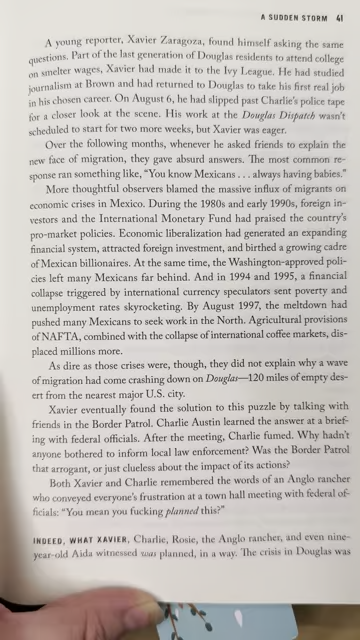 A SUDDEN STORM 41
A young reporter, Xavier Zaragoza, found himself asking the same
questions. Part of the last generation of Douglas residents to attend college
on smelter wages, Xavier had made it to the Ivy League. He had studied
journalism at Brown and had returned to Douglas to take his first real job
in his chosen career. On August 6, he had slipped past Charlie's police tape
for a closer look at the scene. His work at the Douglas Dispatch wasn't
scheduled to start for two more weeks, but Xavier was eager.
Over the following months, whenever he asked friends to explain the
new face of migration, they gave absurd answers. The most common re-
sponse ran something like, “You know Mexicans . . . always having babies.”
More thoughtful observers blamed the massive influx of migrants on
economic crises in Mexico. During the 1980s and early 1990s, foreign in-
vestors and the International Monetary Fund had praised the country's
pro-market policies. Economic liberalization had generated an expanding
financial system, attracted foreign investment, and birthed a growing cadre
of Mexican billionaires. At the same time, the Washington-approved poli-
cies left many Mexicans far behind. And in 1994 and 1995, a financial
collapse triggered by international currency speculators sent poverty and
unemployment rates skyrocketing. By August 1997, the meltdown had
pushed many Mexicans to seek work in the North. Agricultural provisions
of NAFTA, combined with the collapse of international coffee markets, dis-
placed millions more.
As dire as those crises were, though, they did not explain why a wave
of migration had come crashing down on Douglas—120 miles of empty des-
ert from the nearest major U.S. city.
Xavier eventually found the solution to this puzzle by talking with
friends in the Border Patrol. Charlie Austin learned the answer at a brief-
ing with federal officials. After the meeting, Charlie fumed. Why hadn't
anyone bothered to inform local law enforcement? Was the Border Patrol
that arrogant, or just clueless about the impact of its actions?
Both Xavier and Charlie remembered the words of an Anglo rancher
who conveyed everyone's frustration at a town hall meeting with federal of-
ficials: “You mean you fucking planned this?”
INDEED, WHAT XAVIER, Charlie, Rosie, the Anglo rancher, and even nine-
year-old Aida witnessed was planned, in a way. The crisis in Douglas was